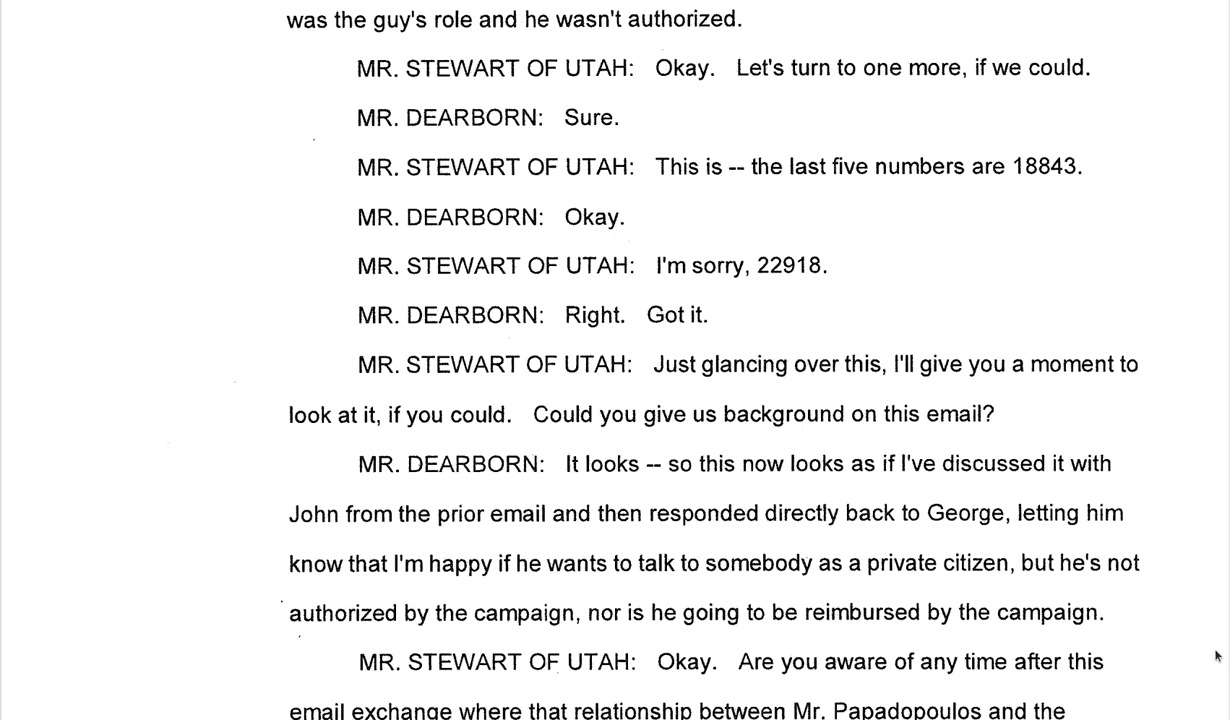 was the guy's role and he wasn't authorized.
MR. STEWART OF UTAH: Okay. Let's turn to one more, if we could.
MR. DEARBORN: Sure.
MR. STEWART OF UTAH: This is -- the last five numbers are 18843.
MR. DEARBORN: Okay.
MR. STEWART OF UTAH: I'm sorry, 22918.
MR. DEARBORN: Right. Got it.
MR. STEWART OF UTAH: Just glancing over this, I'll give you a moment to
look at it, if you could. Could you give us background on this email?
MR. DEARBORN: It looks -- so this now looks as if I've discussed it with
John from the prior email and then responded directly back to George, letting him
know that I'm happy if he wants to talk to somebody as a private citizen, but he's not
authorized by the campaign, nor is he going to be reimbursed by the campaign.
MR. STEWART OF UTAH: Okay. Are you aware of any time after this
email exchange where that relationship between Mr. Papadopoulos and the